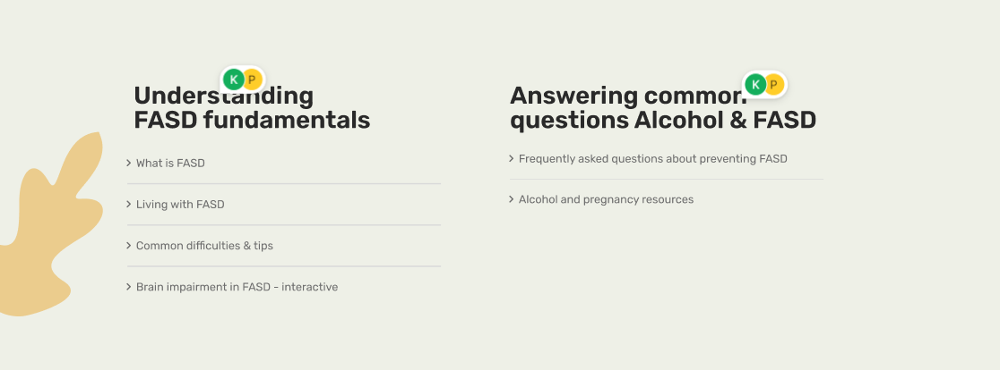 K P
Understanding
FASD fundamentals
What is FASD
Living with FASD
Common difficulties & tips
Brain impairment in FASD - interactive
K P
Answering common
questions Alcohol & FASD
Frequently asked questions about preventing FASD
Alcohol and pregnancy resources